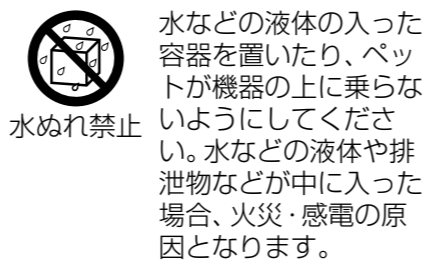 水ぬれ禁止
水などの液体の入った
容器を置いたり、ペッ
トが機器の上に乗らな
いようにしてくださ
い。水などの液体や排
泄物などが中に入った
場合、火災・感電の原
因となります。